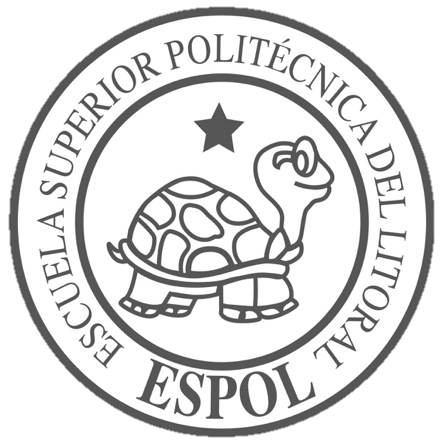 ESCUELA SUPERIOR POLITÉCNICA DEL LITORAL
ESPOL